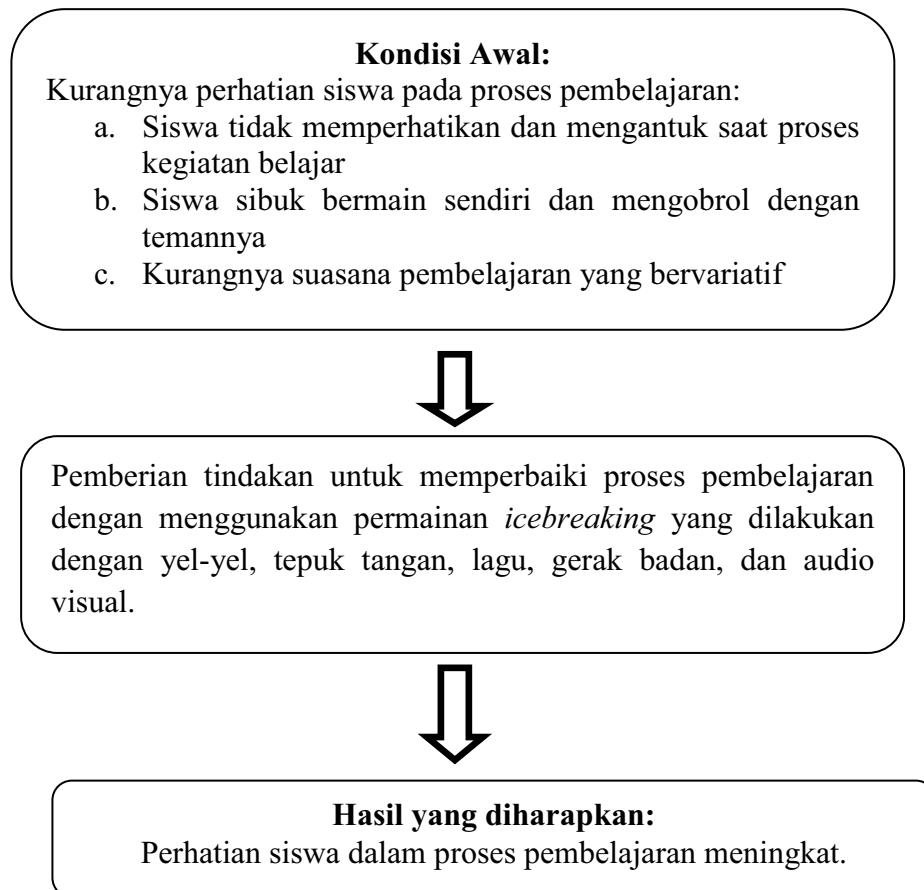 Kondisi Awal:
Kurangnya perhatian siswa pada proses pembelajaran:
a. Siswa tidak memperhatikan dan mengantuk saat proses
kegiatan belajar
b. Siswa sibuk bermain sendiri dan mengobrol dengan
temannya
c. Kurangnya suasana pembelajaran yang bervariatif
Pemberian tindakan untuk memperbaiki proses pembelajaran
dengan menggunakan permainan icebreaking yang dilakukan
dengan yel-yel, tepuk tangan, lagu, gerak badan, dan audio
visual.
Hasil yang diharapkan:
Perhatian siswa dalam proses pembelajaran meningkat.